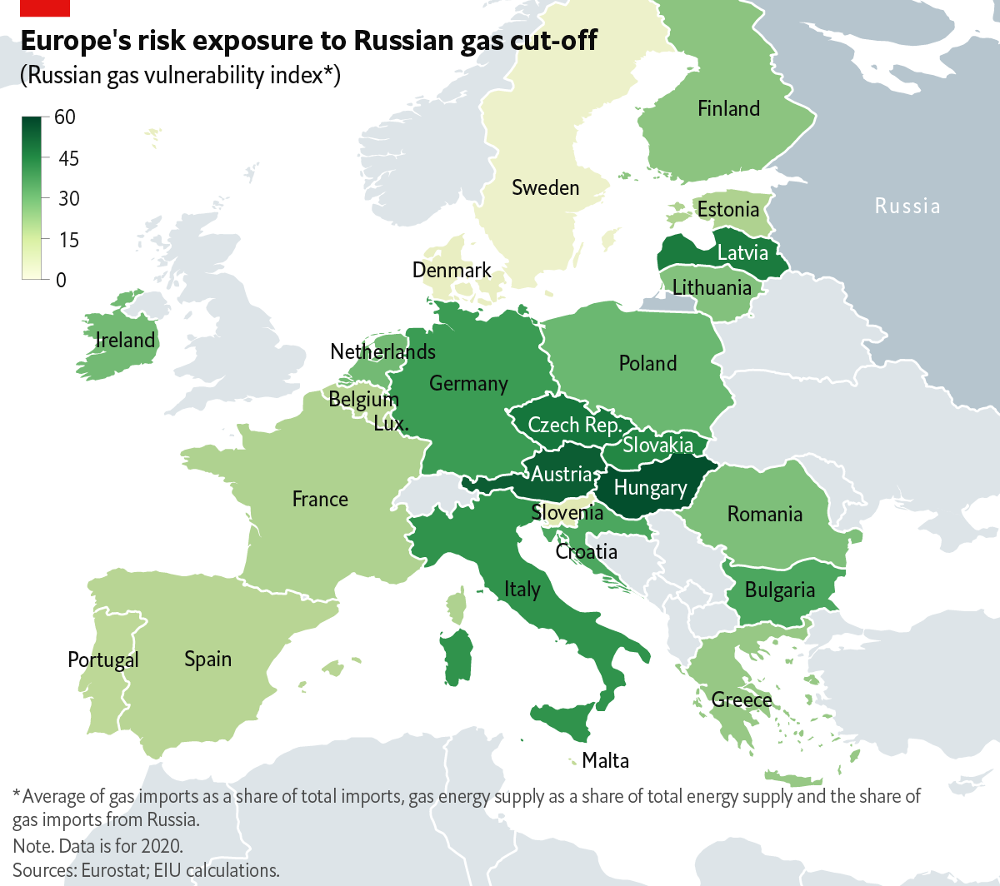 Europe's risk exposure to Russian gas cut-off
(Russian gas vulnerability index*)
60
45
30
15
0
Finland
Sweden
Russia
Estonia
Latvia
Denmark
Lithuania
Ireland
Netherlands
Poland
Germany
Belgium
Lux.
Czech Rep.
Slovakia
Austria
Hungary
France
Slovenia
Romania
Croatia
Italy
Bulgaria
Portugal
Spain
Greece
Malta
*Average of gas imports as a share of total imports, gas energy supply as a share of total energy supply and the share of
gas imports from Russia.
Note. Data is for 2020.
Sources: Eurostat; EIU calculations.